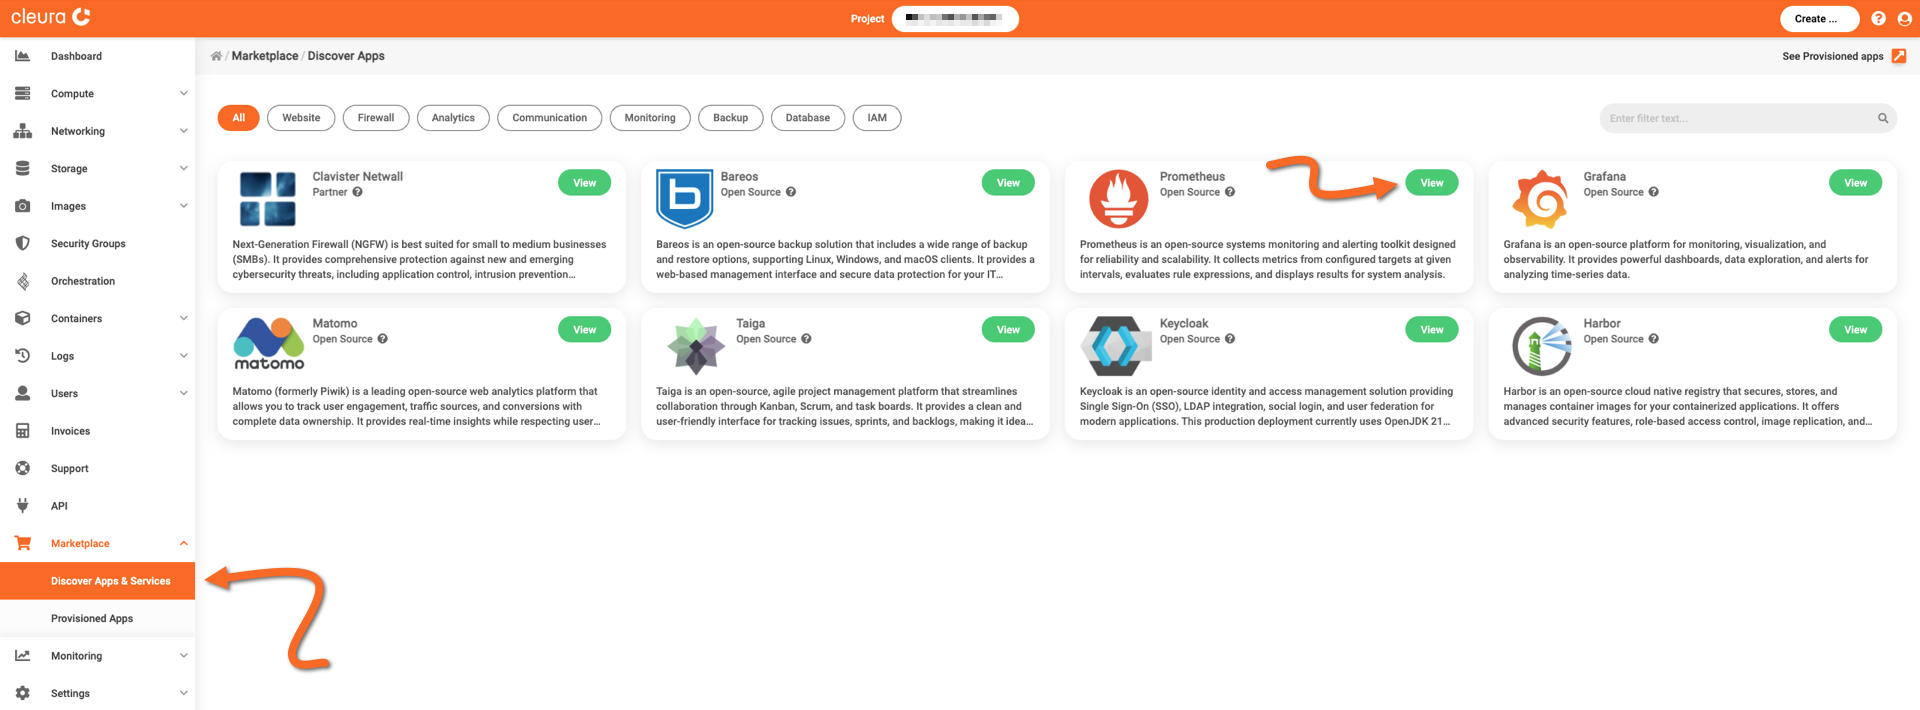 cleura
Project
Create ...
Dashboard
Compute
Networking
Storage
Images
Security Groups
Orchestration
Containers
Logs
Users
Invoices
Support
API
Marketplace
Discover Apps & Services
Provisioned Apps
Monitoring
Settings
/ Marketplace / Discover Apps
See Provisioned apps
All
Website
Firewall
Analytics
Communication
Monitoring
Backup
Database
IAM
Enter filter text...
Clavister Netwall
Partner
View
Next-Generation Firewall (NGFW) is best suited for small to medium businesses
(SMBs). It provides comprehensive protection against new and emerging
cybersecurity threats, including application control, intrusion prevention...
Bareos
Open Source
View
Bareos is an open-source backup solution that includes a wide range of backup
and restore options, supporting Linux, Windows, and macOS clients. It provides a
web-based management interface and secure data protection for your IT...
Prometheus
Open Source
View
Prometheus is an open-source systems monitoring and alerting toolkit designed
for reliability and scalability. It collects metrics from configured targets at given
intervals, evaluates rule expressions, and displays results for system analysis.
Grafana
Open Source
View
Grafana is an open-source platform for monitoring, visualization, and
observability. It provides powerful dashboards, data exploration, and alerts for
analyzing time-series data.
matomo
Matomo
Open Source
View
Matomo (formerly Piwik) is a leading open-source web analytics platform that
allows you to track user engagement, traffic sources, and conversions with
complete data ownership. It provides real-time insights while respecting user...
Taiga
Open Source
View
Taiga is an open-source, agile project management platform that streamlines
collaboration through Kanban, Scrum, and task boards. It provides a clean and
user-friendly interface for tracking issues, sprints, and backlogs, making it idea...
Keycloak
Open Source
View
Keycloak is an open-source identity and access management solution providing
Single Sign-On (SSO), LDAP integration, social login, and user federation for
modern applications. This production deployment currently uses OpenJDK 21...
Harbor
Open Source
View
Harbor is an open-source cloud native registry that secures, stores, and
manages container images for your containerized applications. It offers
advanced security features, role-based access control, image replication, and...